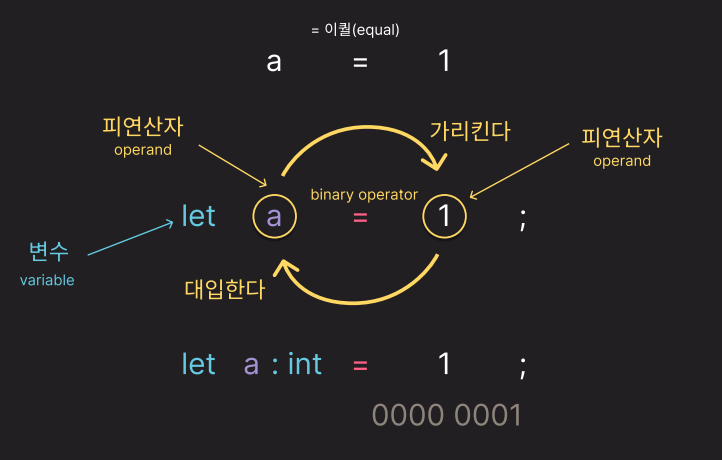 = 이퀄(equal)
a = 1
피연산자
operand
가리킨다
피연산자
operand
binary operator
let a = 1 ;
변수
variable
대입한다
let a : int = 1 ;
0000 0001